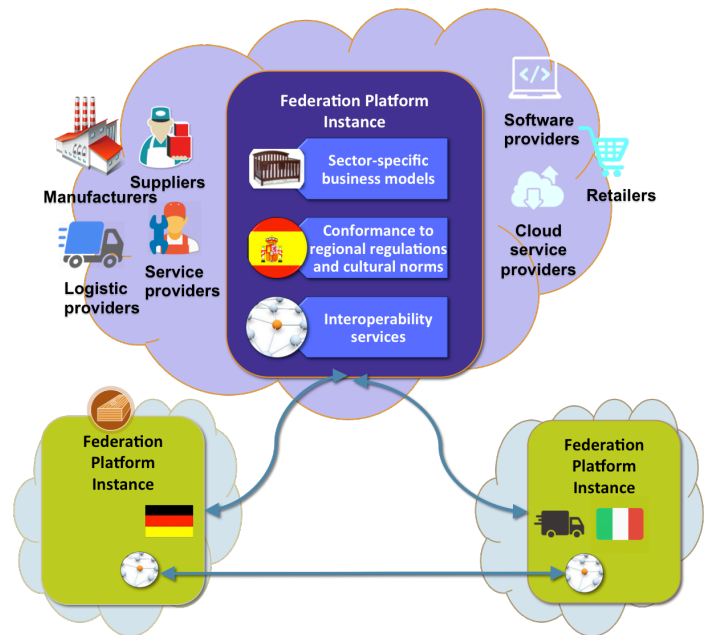 Federation Platform
Instance
Sector-specific
business models
Conformance to
regional regulations
and cultural norms
Interoperability
services
Manufacturers
Suppliers
Logistic
providers
Service
providers
</>
Software
providers
Retailers
Cloud
service
providers
Federation
Platform
Instance
Federation
Platform
Instance